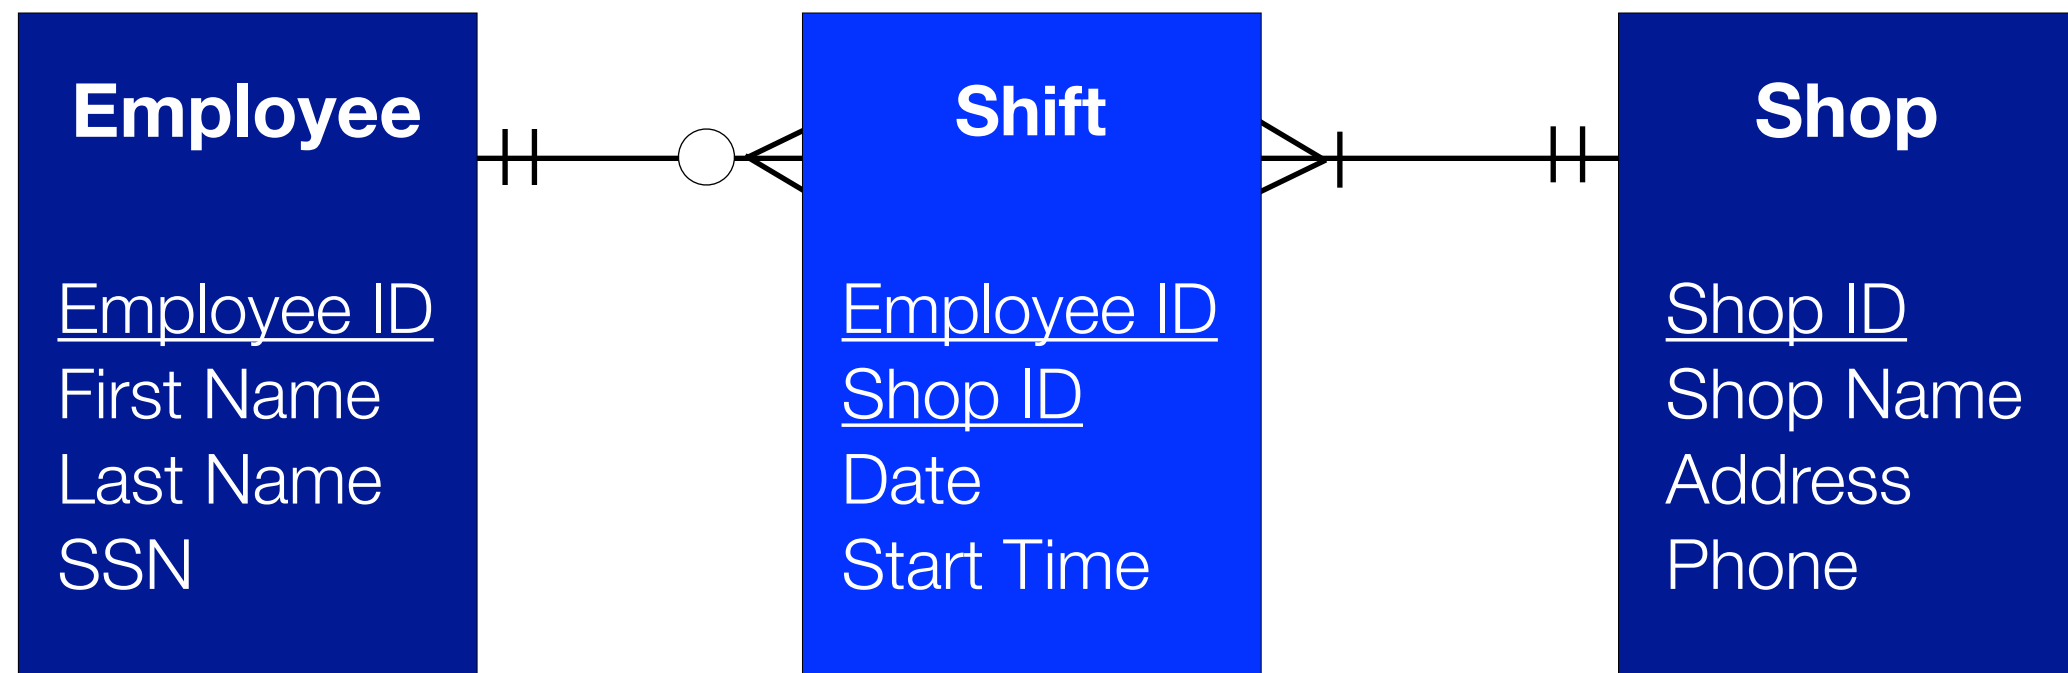 Employee
Employee ID
First Name
Last Name
SSN
Shift
Employee ID
Shop ID
Date
Start Time
Shop
Shop ID
Shop Name
Address
Phone